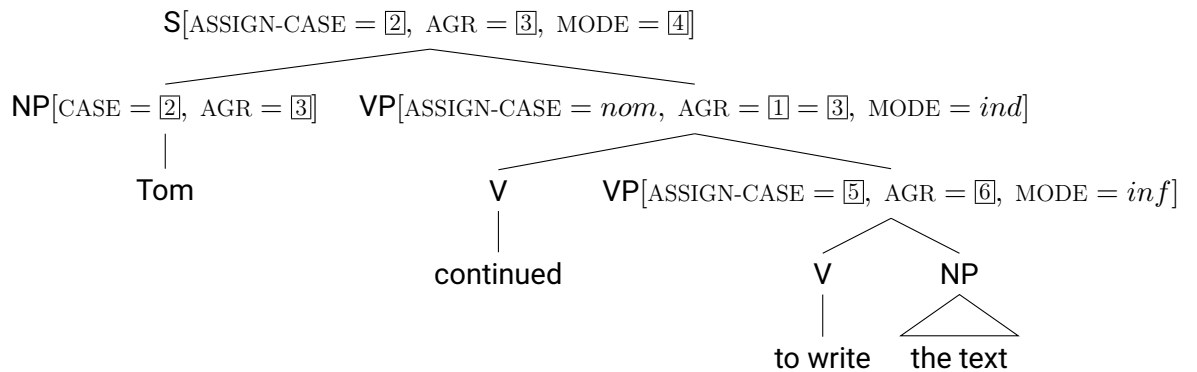 S[ASSIGN-CASE = 2, AGR = 3, MODE = 4]
NP[CASE = 2, AGR = 3] VP[ASSIGN-CASE = nom, AGR = 1 = 3, MODE = ind]
Tom V VP[ASSIGN-CASE = 5, AGR = 6, MODE = inf]
continued V NP
to write the text